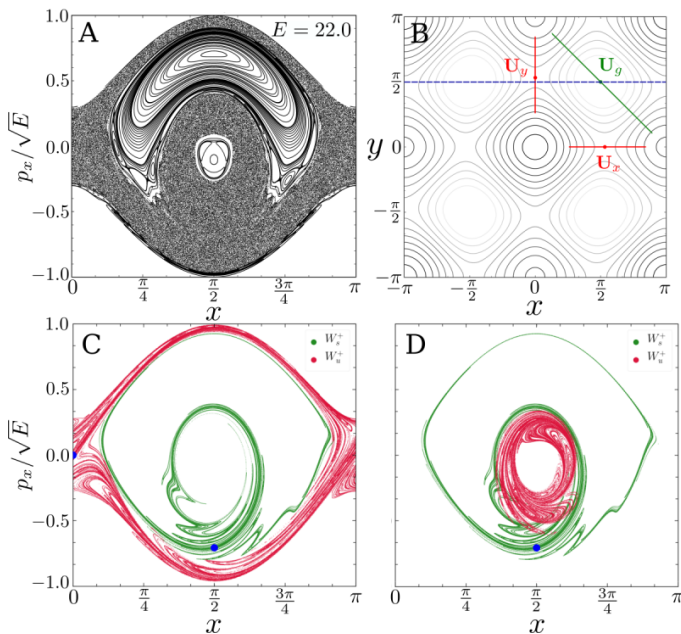 A
E = 22.0
1.0
0.5
0.0
−0.5
−1.0
p_x/√E
0
π/4
π/2
3π/4
π
x
B
U_y
U_g
U_x
π
π/2
0
−π/2
−π
y
−π
−π/2
0
π/2
π
x
C
W_s^+
W_u^+
1.0
0.5
0.0
−0.5
−1.0
p_x/√E
0
π/4
π/2
3π/4
π
x
D
W_s^+
W_u^+
0
π/4
π/2
3π/4
π
x